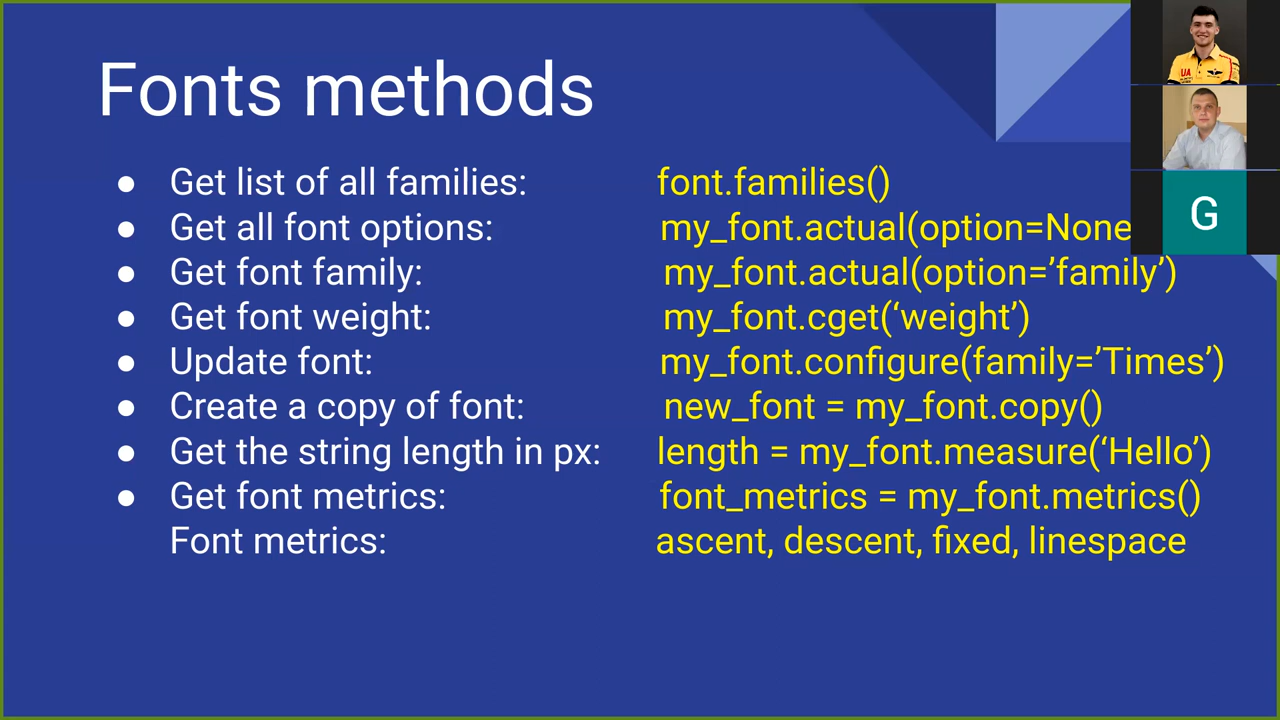 Fonts methods
● Get list of all families: font.families()
● Get all font options: my_font.actual(option=None
● Get font family: my_font.actual(option=’family’)
● Get font weight: my_font.cget(‘weight’)
● Update font: my_font.configure(family=’Times’)
● Create a copy of font: new_font = my_font.copy()
● Get the string length in px: length = my_font.measure(‘Hello’)
● Get font metrics: font_metrics = my_font.metrics()
Font metrics: ascent, descent, fixed, linespace
UA
G